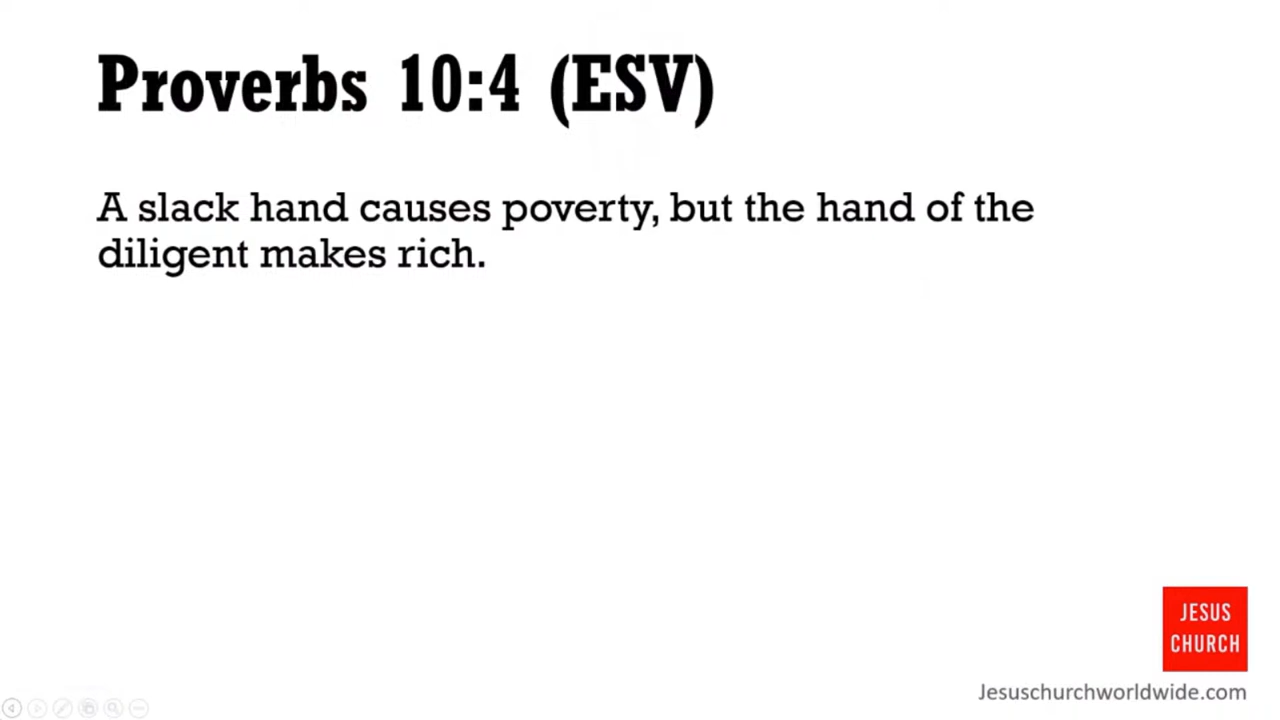 Proverbs 10:4 (ESV)
A slack hand causes poverty, but the hand of the
diligent makes rich.
JESUS
CHURCH
Jesuschurchworldwide.com